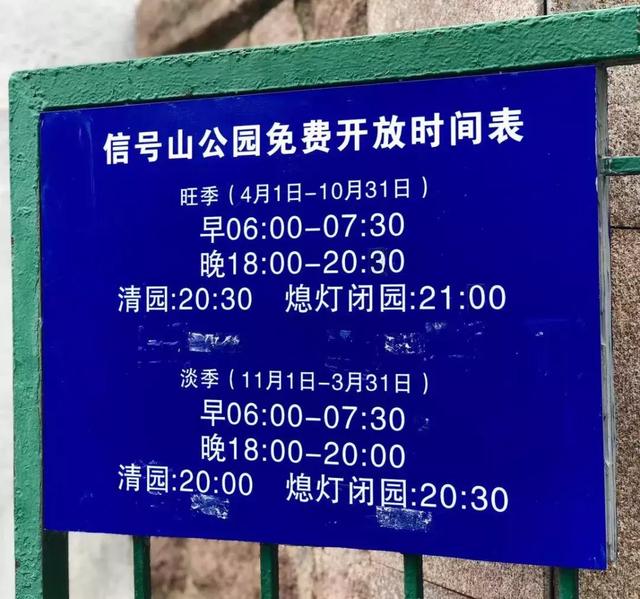 信号山公园免费开放时间表
旺季（4月1日-10月31日）
早06:00-07:30
晚18:00-20:30
清园:20:30 熄灯闭园:21:00
淡季（11月1日-3月31日）
早06:00-07:30
晚18:00-20:00
清园:20:00 熄灯闭园:20:30